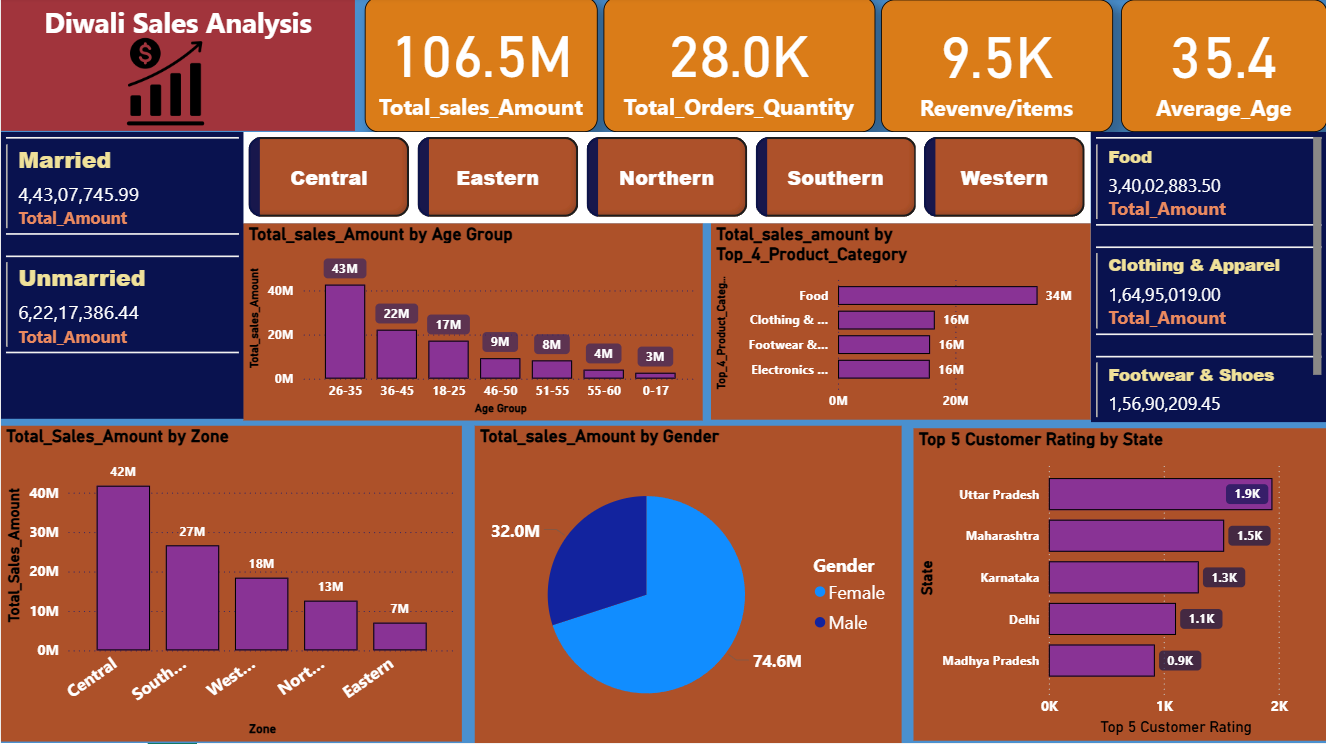 Diwali Sales Analysis
$
106.5M
Total_sales_Amount
28.0K
Total_Orders_Quantity
9.5K
Revenve/items
35.4
Average_Age
Married
4,43,07,745.99
Total_Amount
Unmarried
6,22,17,386.44
Total_Amount
Central
Eastern
Northern
Southern
Western
Food
3,40,02,883.50
Total_Amount
Clothing & Apparel
1,64,95,019.00
Total_Amount
Footwear & Shoes
1,56,90,209.45
Total_sales_Amount by Age Group
Total_sales_Amount
40M
20M
0M
43M
22M
17M
9M
8M
4M
3M
26-35
36-45
18-25
46-50
51-55
55-60
0-17
Age Group
Total_sales_amount by
Top_4_Product_Category
Top_4_Product_Categ...
Food
34M
Clothing & ...
16M
Footwear &...
16M
Electronics ...
16M
0M
20M
Total_Sales_Amount by Zone
Total_Sales_Amount
40M
30M
20M
10M
0M
42M
27M
18M
13M
7M
Central
South...
West...
Nort...
Eastern
Zone
Total_sales_Amount by Gender
32.0M
74.6M
Gender
Female
Male
Top 5 Customer Rating by State
State
Uttar Pradesh
1.9K
Maharashtra
1.5K
Karnataka
1.3K
Delhi
1.1K
Madhya Pradesh
0.9K
0K
1K
2K
Top 5 Customer Rating